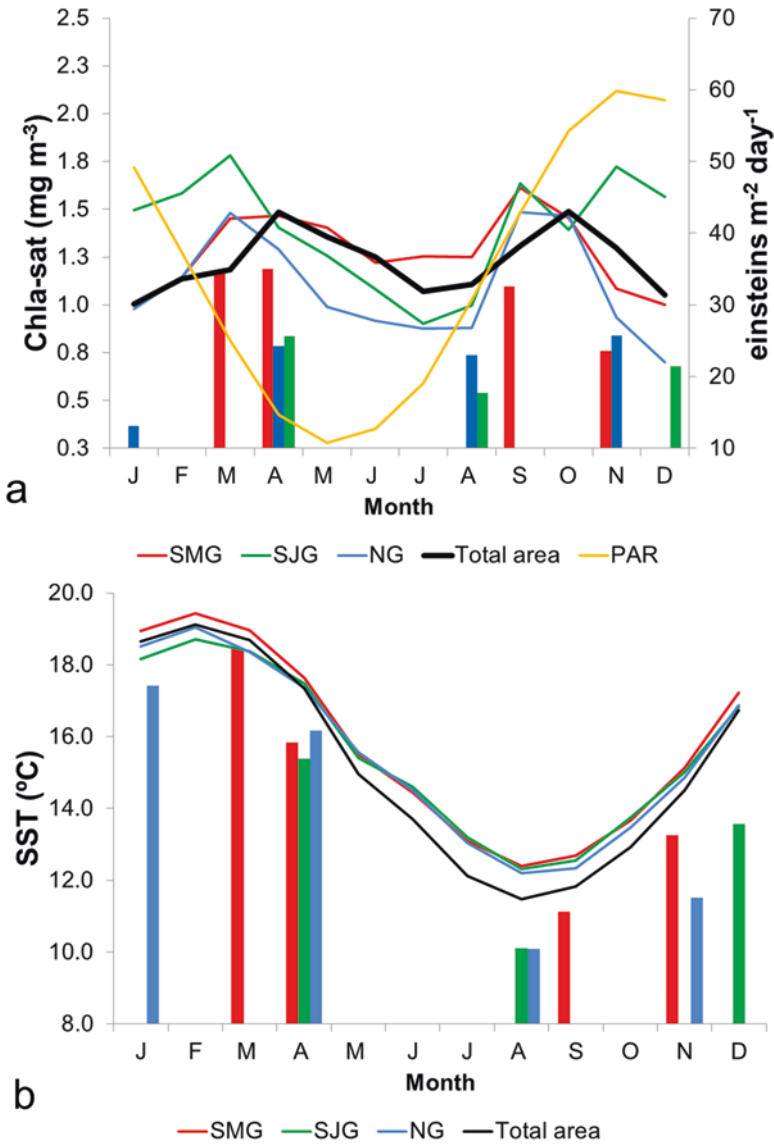 Chla-sat (mg m-3)
2.5
2.3
2.0
1.8
1.5
1.3
1.0
0.8
0.5
0.3
70
60
50
40
30
20
10
einsteins m-2 day-1
J F M A M J J A S O N D
Month
a
SMG SJG NG Total area PAR
SST (ºC)
20.0
18.0
16.0
14.0
12.0
10.0
8.0
J F M A M J J A S O N D
Month
b
SMG SJG NG Total area